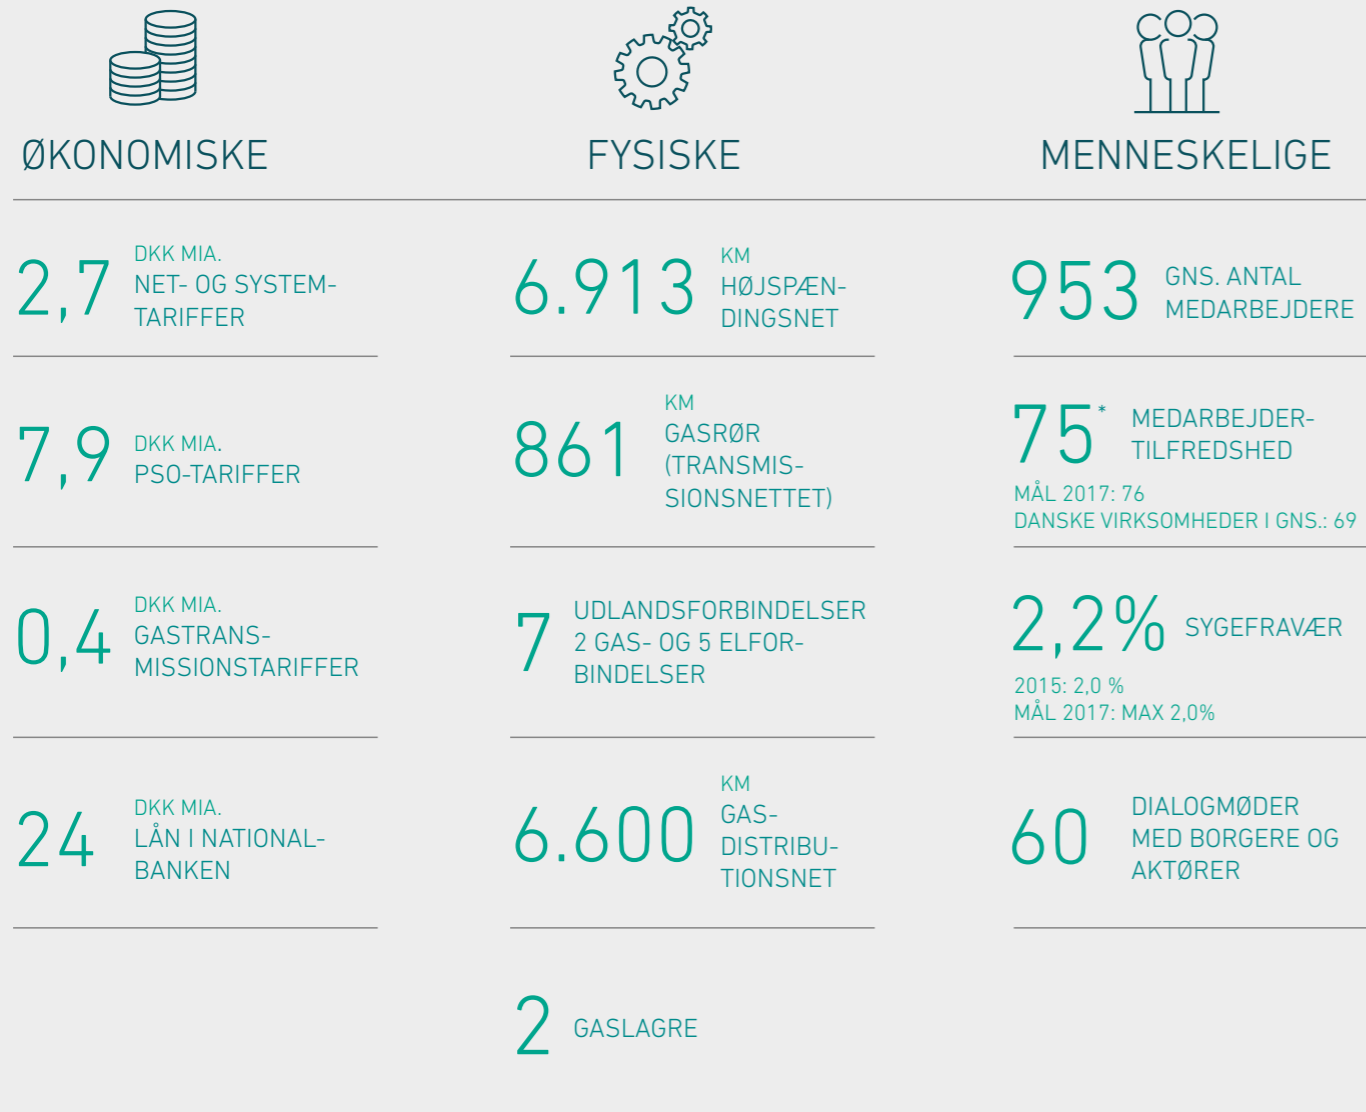 ØKONOMISKE
2,7
DKK MIA.
NET- OG SYSTEM-
TARIFFER
7,9
DKK MIA.
PSO-TARIFFER
0,4
DKK MIA.
GASTRANS-
MISSIONSTARIFFER
24
DKK MIA.
LÅN I NATIONAL-
BANKEN
FYSISKE
6.913
KM
HØJSPÆN-
DINGSNET
861
KM
GASRØR
(TRANSMIS-
SIONSNETTET)
7
UDLANDSFORBINDELSER
2 GAS- OG 5 ELFOR-
BINDELSER
6.600
KM
GAS-
DISTRIBU-
TIONSNET
2
GASLAGRE
MENNESKELIGE
953
GNS. ANTAL
MEDARBEJDERE
75*
MEDARBEJDER-
TILFREDSHED
MÅL 2017: 76
DANSKE VIRKSOMHEDER I GNS.: 69
2,2%
SYGEFRAVÆR
2015: 2,0 %
MÅL 2017: MAX 2,0%
60
DIALOGMØDER
MED BORGERE OG
AKTØRER